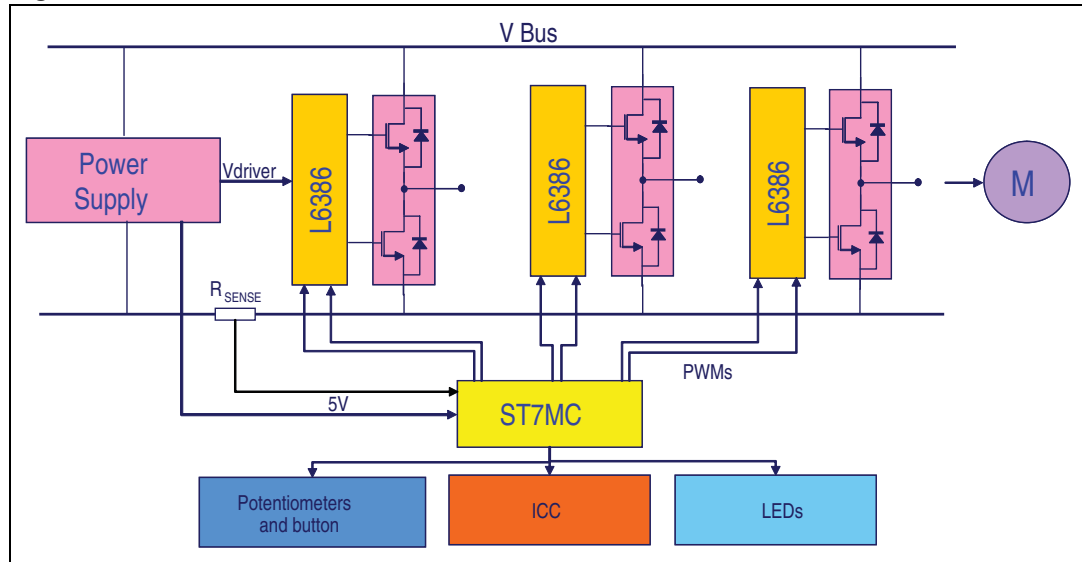 V Bus
Power
Supply
Vdriver
L6386
L6386
L6386
M
RSENSE
PWMs
5V
ST7MC
Potentiometers
and button
ICC
LEDs